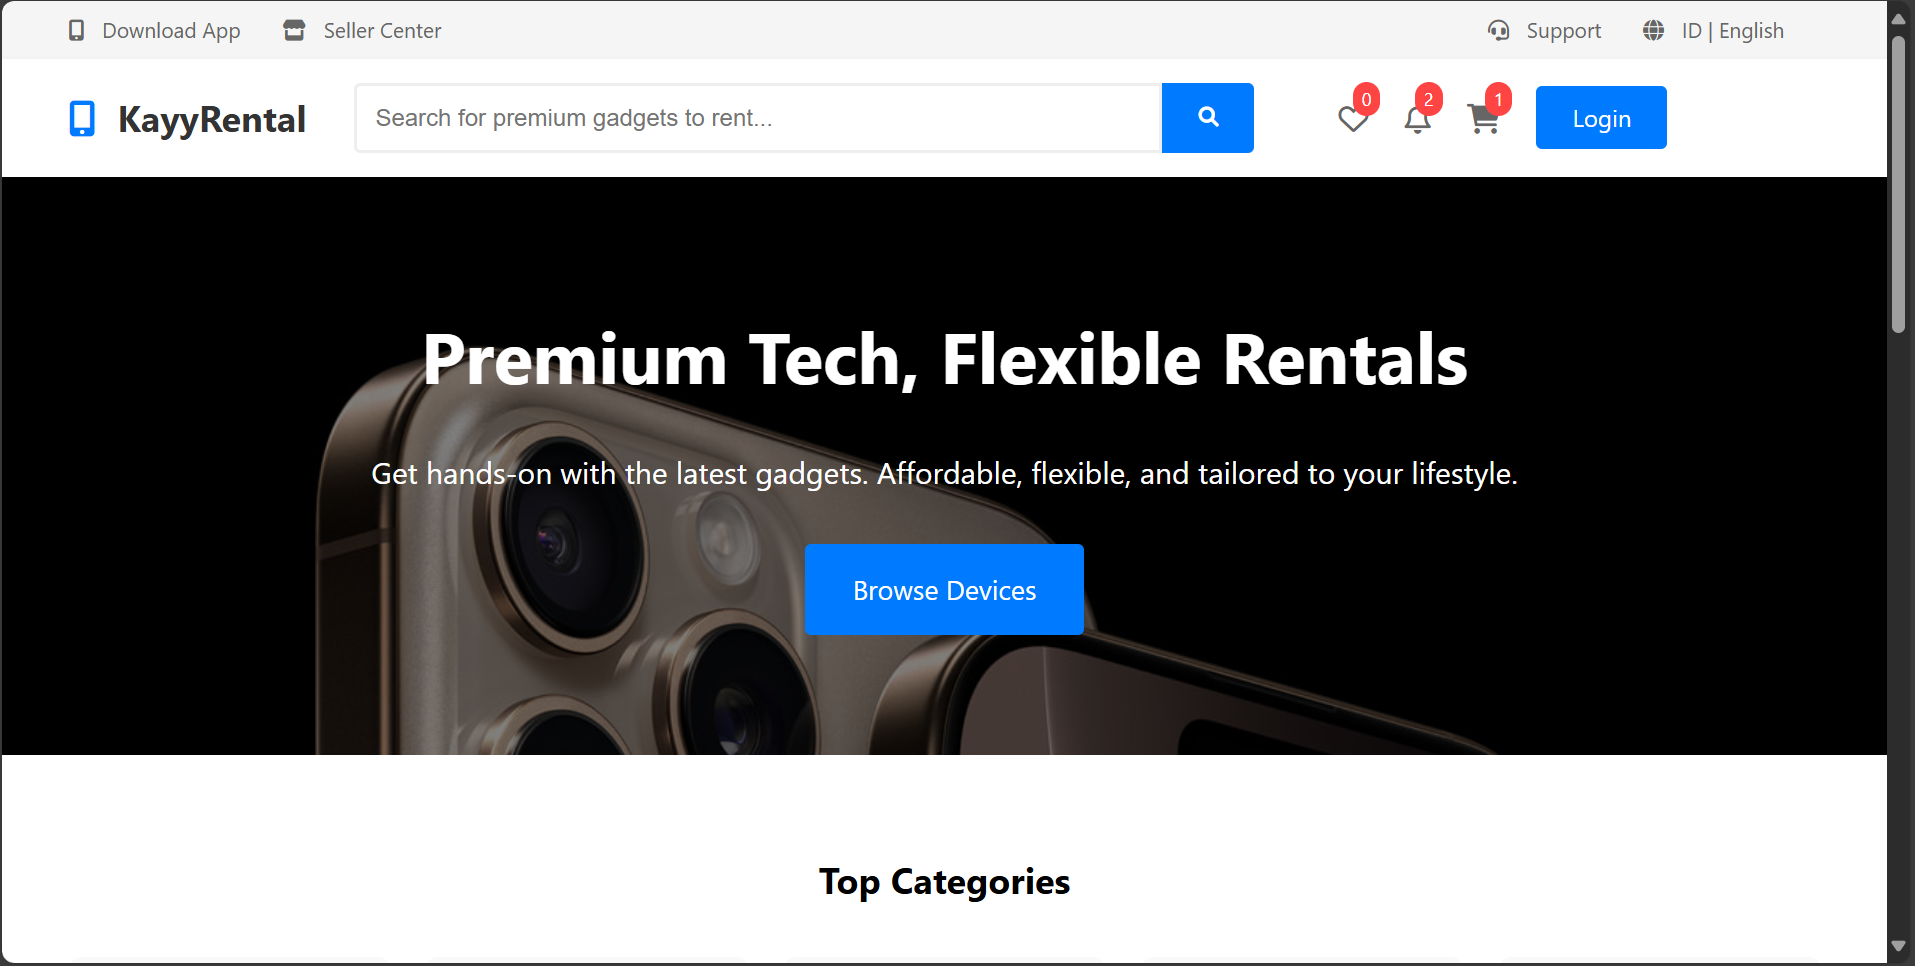 Download App
Seller Center
Support
ID | English
KayyRental
Search for premium gadgets to rent...
0
2
1
Login
Premium Tech, Flexible Rentals
Get hands-on with the latest gadgets. Affordable, flexible, and tailored to your lifestyle.
Browse Devices
Top Categories